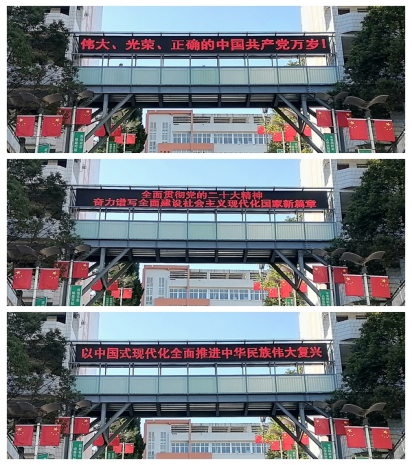 伟大、光荣、正确的中国共产党万岁！
全面贯彻党的二十大精神
奋力谱写全面建设社会主义现代化国家新篇章
以中国式现代化全面推进中华民族伟大复兴